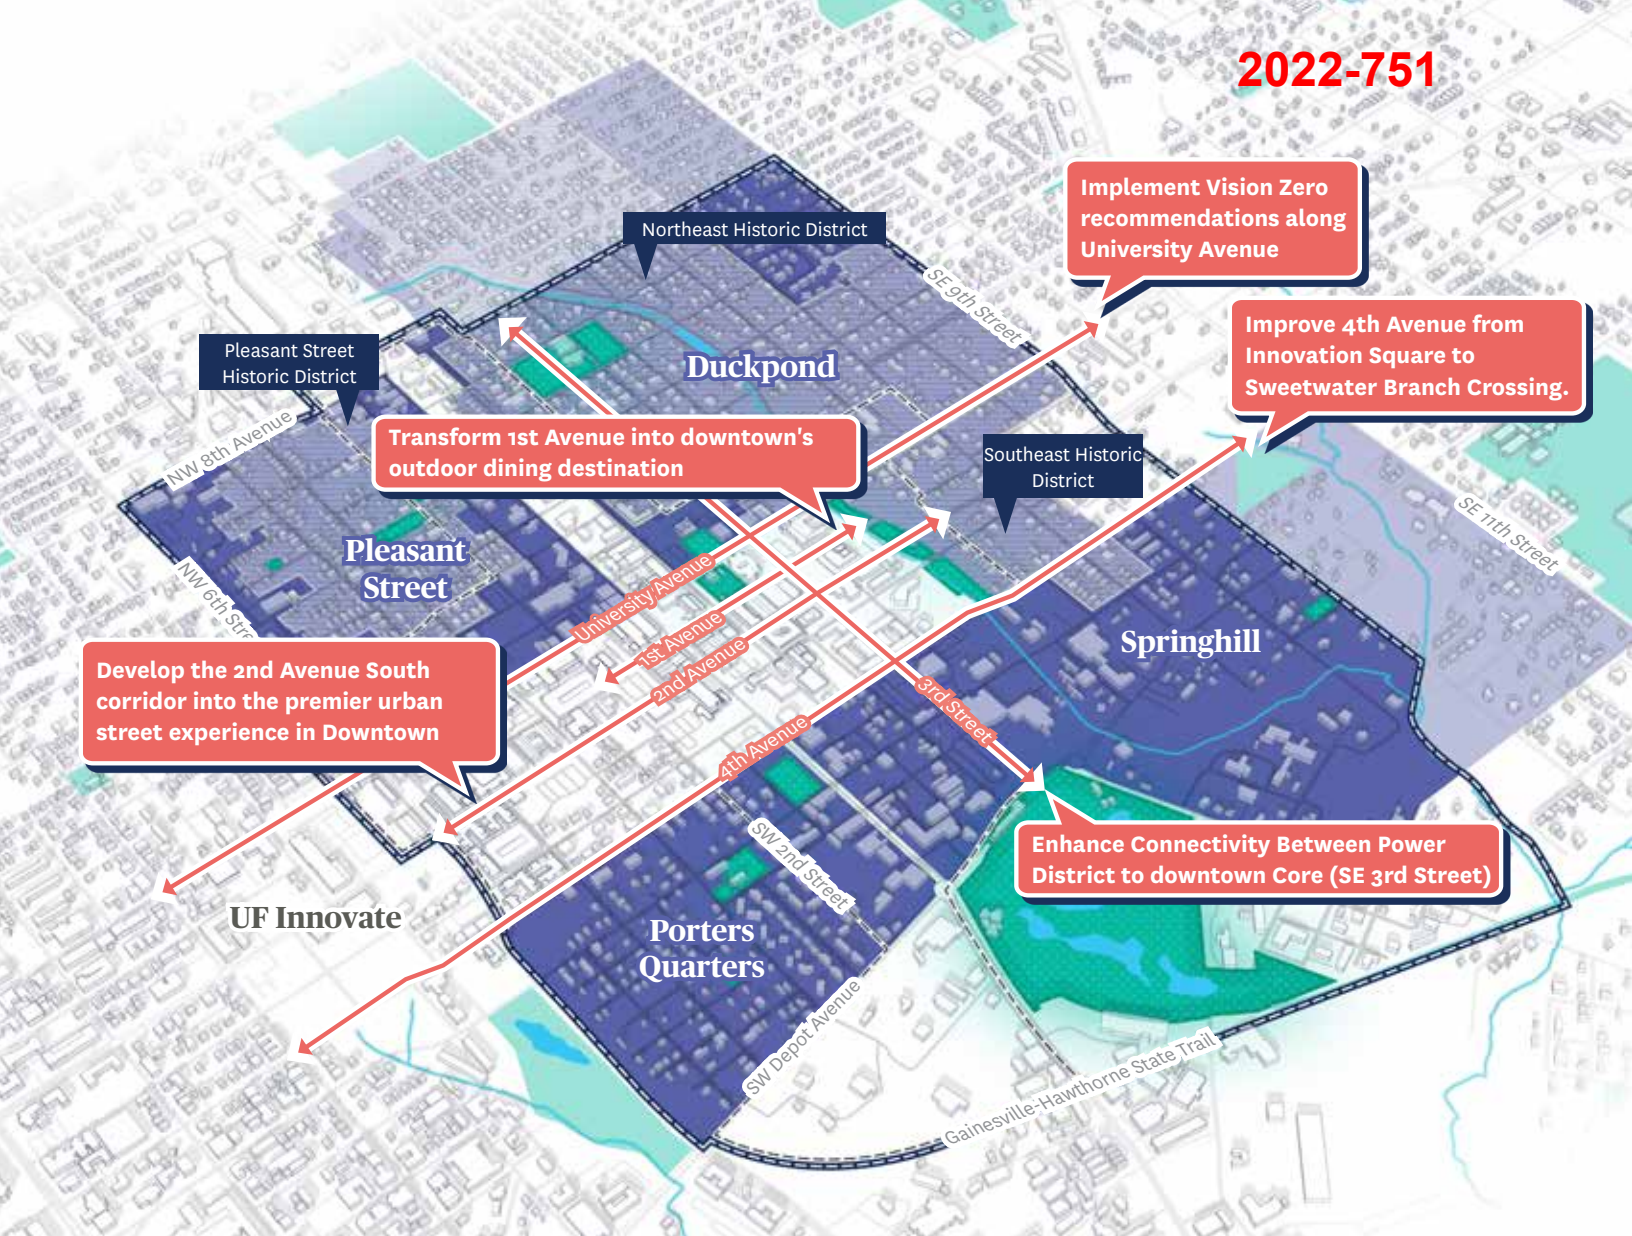 2022-751
Implement Vision Zero
recommendations along
University Avenue
Northeast Historic District
SE 9th Street
Improve 4th Avenue from
Innovation Square to
Sweetwater Branch Crossing.
Pleasant Street
Historic District
Duckpond
NW 8th Avenue
Transform 1st Avenue into downtown's
outdoor dining destination
Southeast Historic
District
SE 11th Street
Pleasant
Street
NW 6th Stre
University Avenue
1st Avenue
2nd Avenue
Springhill
Develop the 2nd Avenue South
corridor into the premier urban
street experience in Downtown
3rd Street
4th Avenue
SW 2nd Street
Enhance Connectivity Between Power
District to downtown Core (SE 3rd Street)
UF Innovate
Porters
Quarters
SW Depot Avenue
Gainesville-Hawthorne State Trail